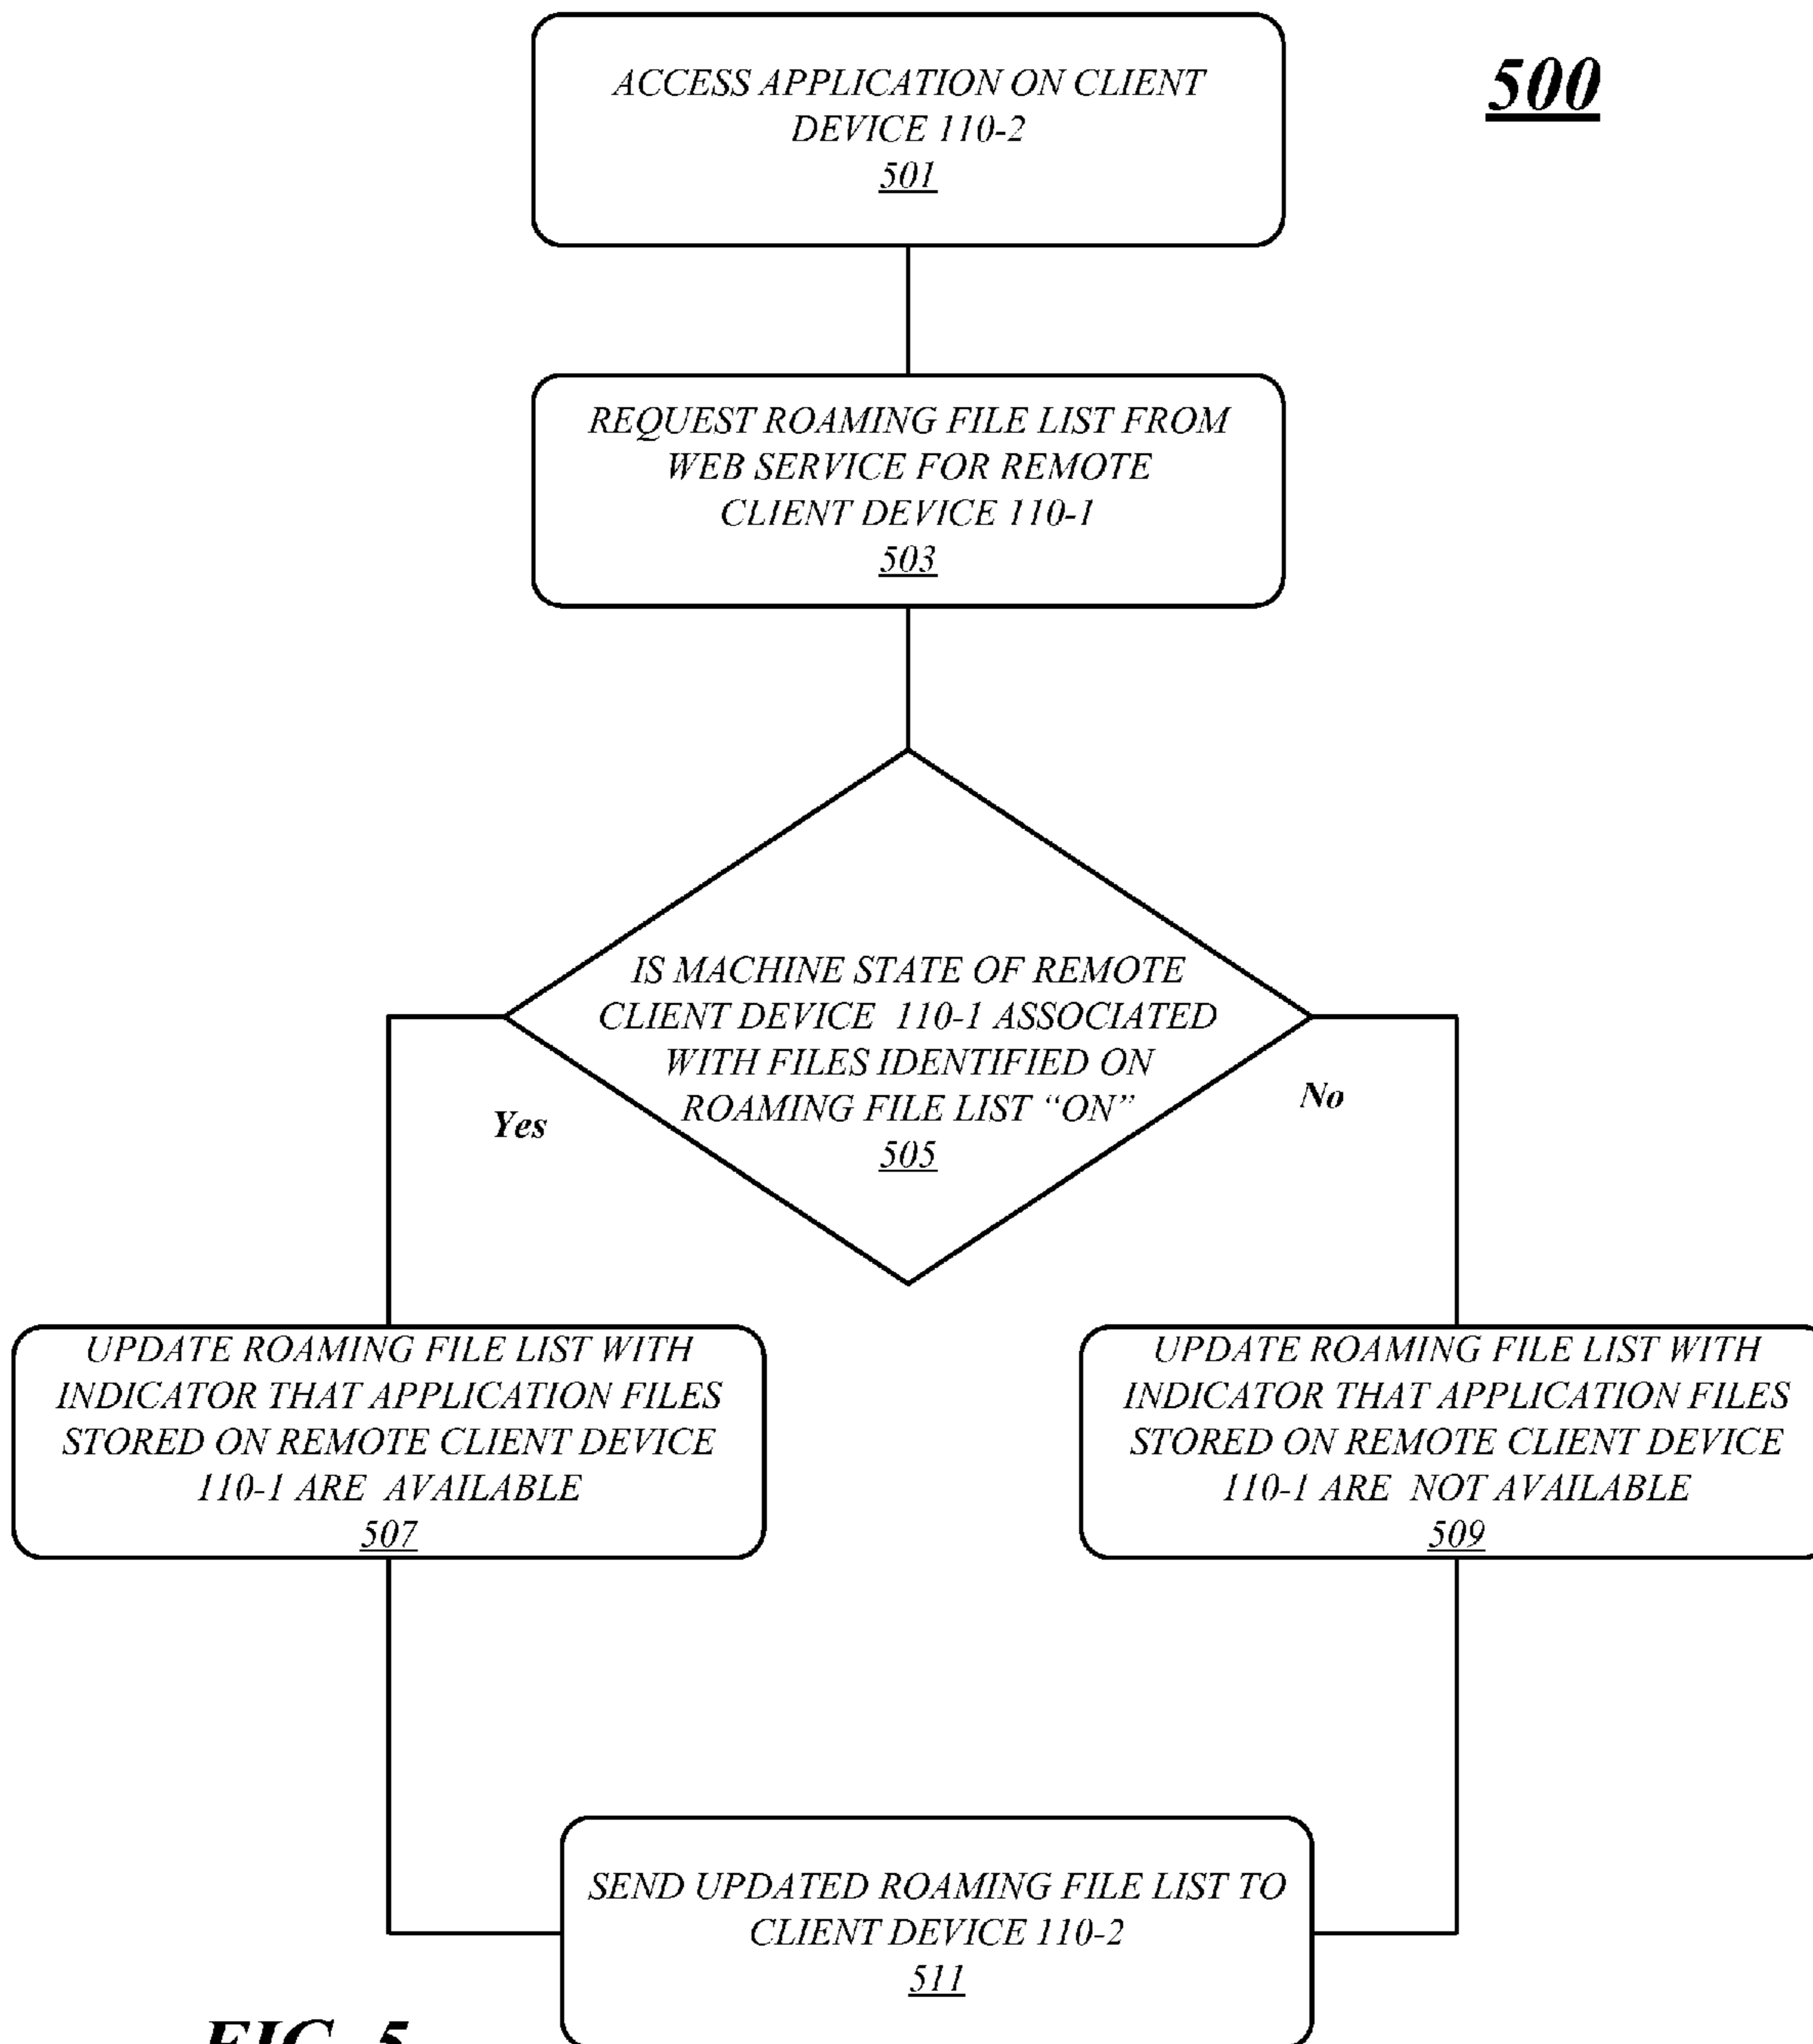 ACCESS APPLICATION ON CLIENT
DEVICE 110-2
501
500
REQUEST ROAMING FILE LIST FROM
WEB SERVICE FOR REMOTE
CLIENT DEVICE 110-1
503
IS MACHINE STATE OF REMOTE
CLIENT DEVICE 110-1 ASSOCIATED
WITH FILES IDENTIFIED ON
ROAMING FILE LIST “ON”
505
Yes
No
UPDATE ROAMING FILE LIST WITH
INDICATOR THAT APPLICATION FILES
STORED ON REMOTE CLIENT DEVICE
110-1 ARE AVAILABLE
507
UPDATE ROAMING FILE LIST WITH
INDICATOR THAT APPLICATION FILES
STORED ON REMOTE CLIENT DEVICE
110-1 ARE NOT AVAILABLE
509
SEND UPDATED ROAMING FILE LIST TO
CLIENT DEVICE 110-2
511
FIG. 5